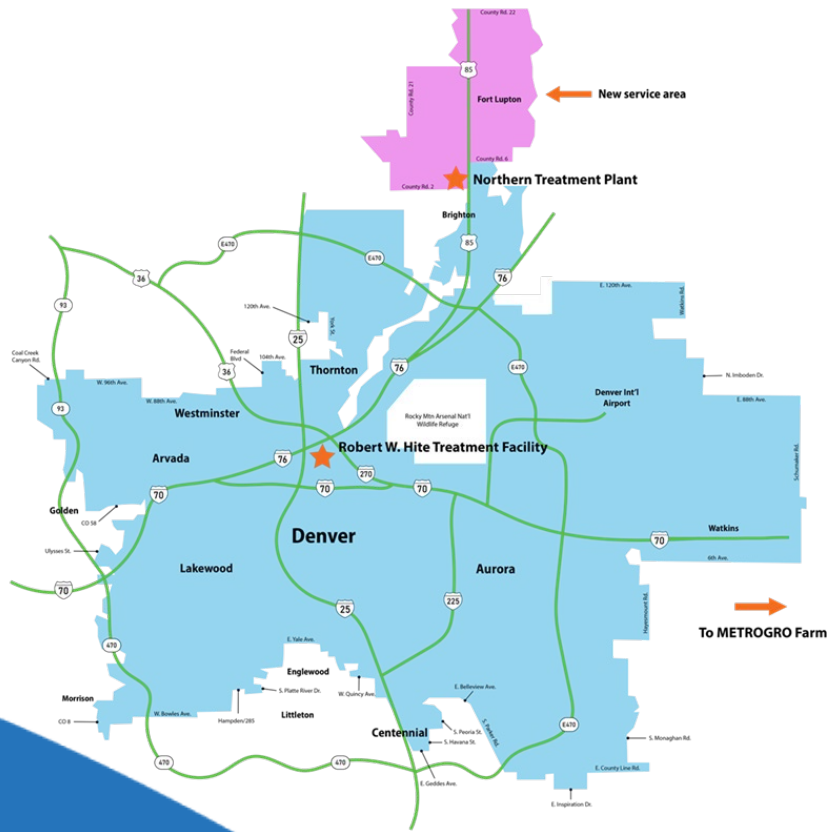 County Rd. 22
85
County Rd. 21
Fort Lupton
New service area
County Rd. 6
County Rd. 2
Northern Treatment Plant
Brighton
85
E470
E470
36
76
E. 120th Ave.
Watkins Rd.
93
120th Ave.
York St.
25
Coal Creek
Canyon Rd.
Federal
Blvd
104th Ave.
36
Thornton
76
E470
N. Imboden Dr.
W. 96th Ave.
W. 88th Ave.
Westminster
93
Denver Int'l
Airport
E. 88th Ave.
Rocky Mtn Arsenal Nat'l
Wildlife Refuge
Robert W. Hite Treatment Facility
Arvada
76
270
70
70
70
Schumaker Rd.
Golden
CO 58
Denver
Watkins
70
Ulysses St.
6th Ave.
Lakewood
Aurora
70
25
225
Hayesmount Rd.
To METROGRO Farm
470
E. Yale Ave.
Englewood
S. Platte River Dr.
W. Quincy Ave.
E. Belleview Ave.
Morrison
CO 8
W. Bowles Ave.
Hampden/285
Littleton
Centennial
S. Peoria St.
S. Havana St.
S. Parker Rd.
E470
S. Monaghan Rd.
470
470
E. Geddes Ave.
E. County Line Rd.
E. Inspiration Dr.